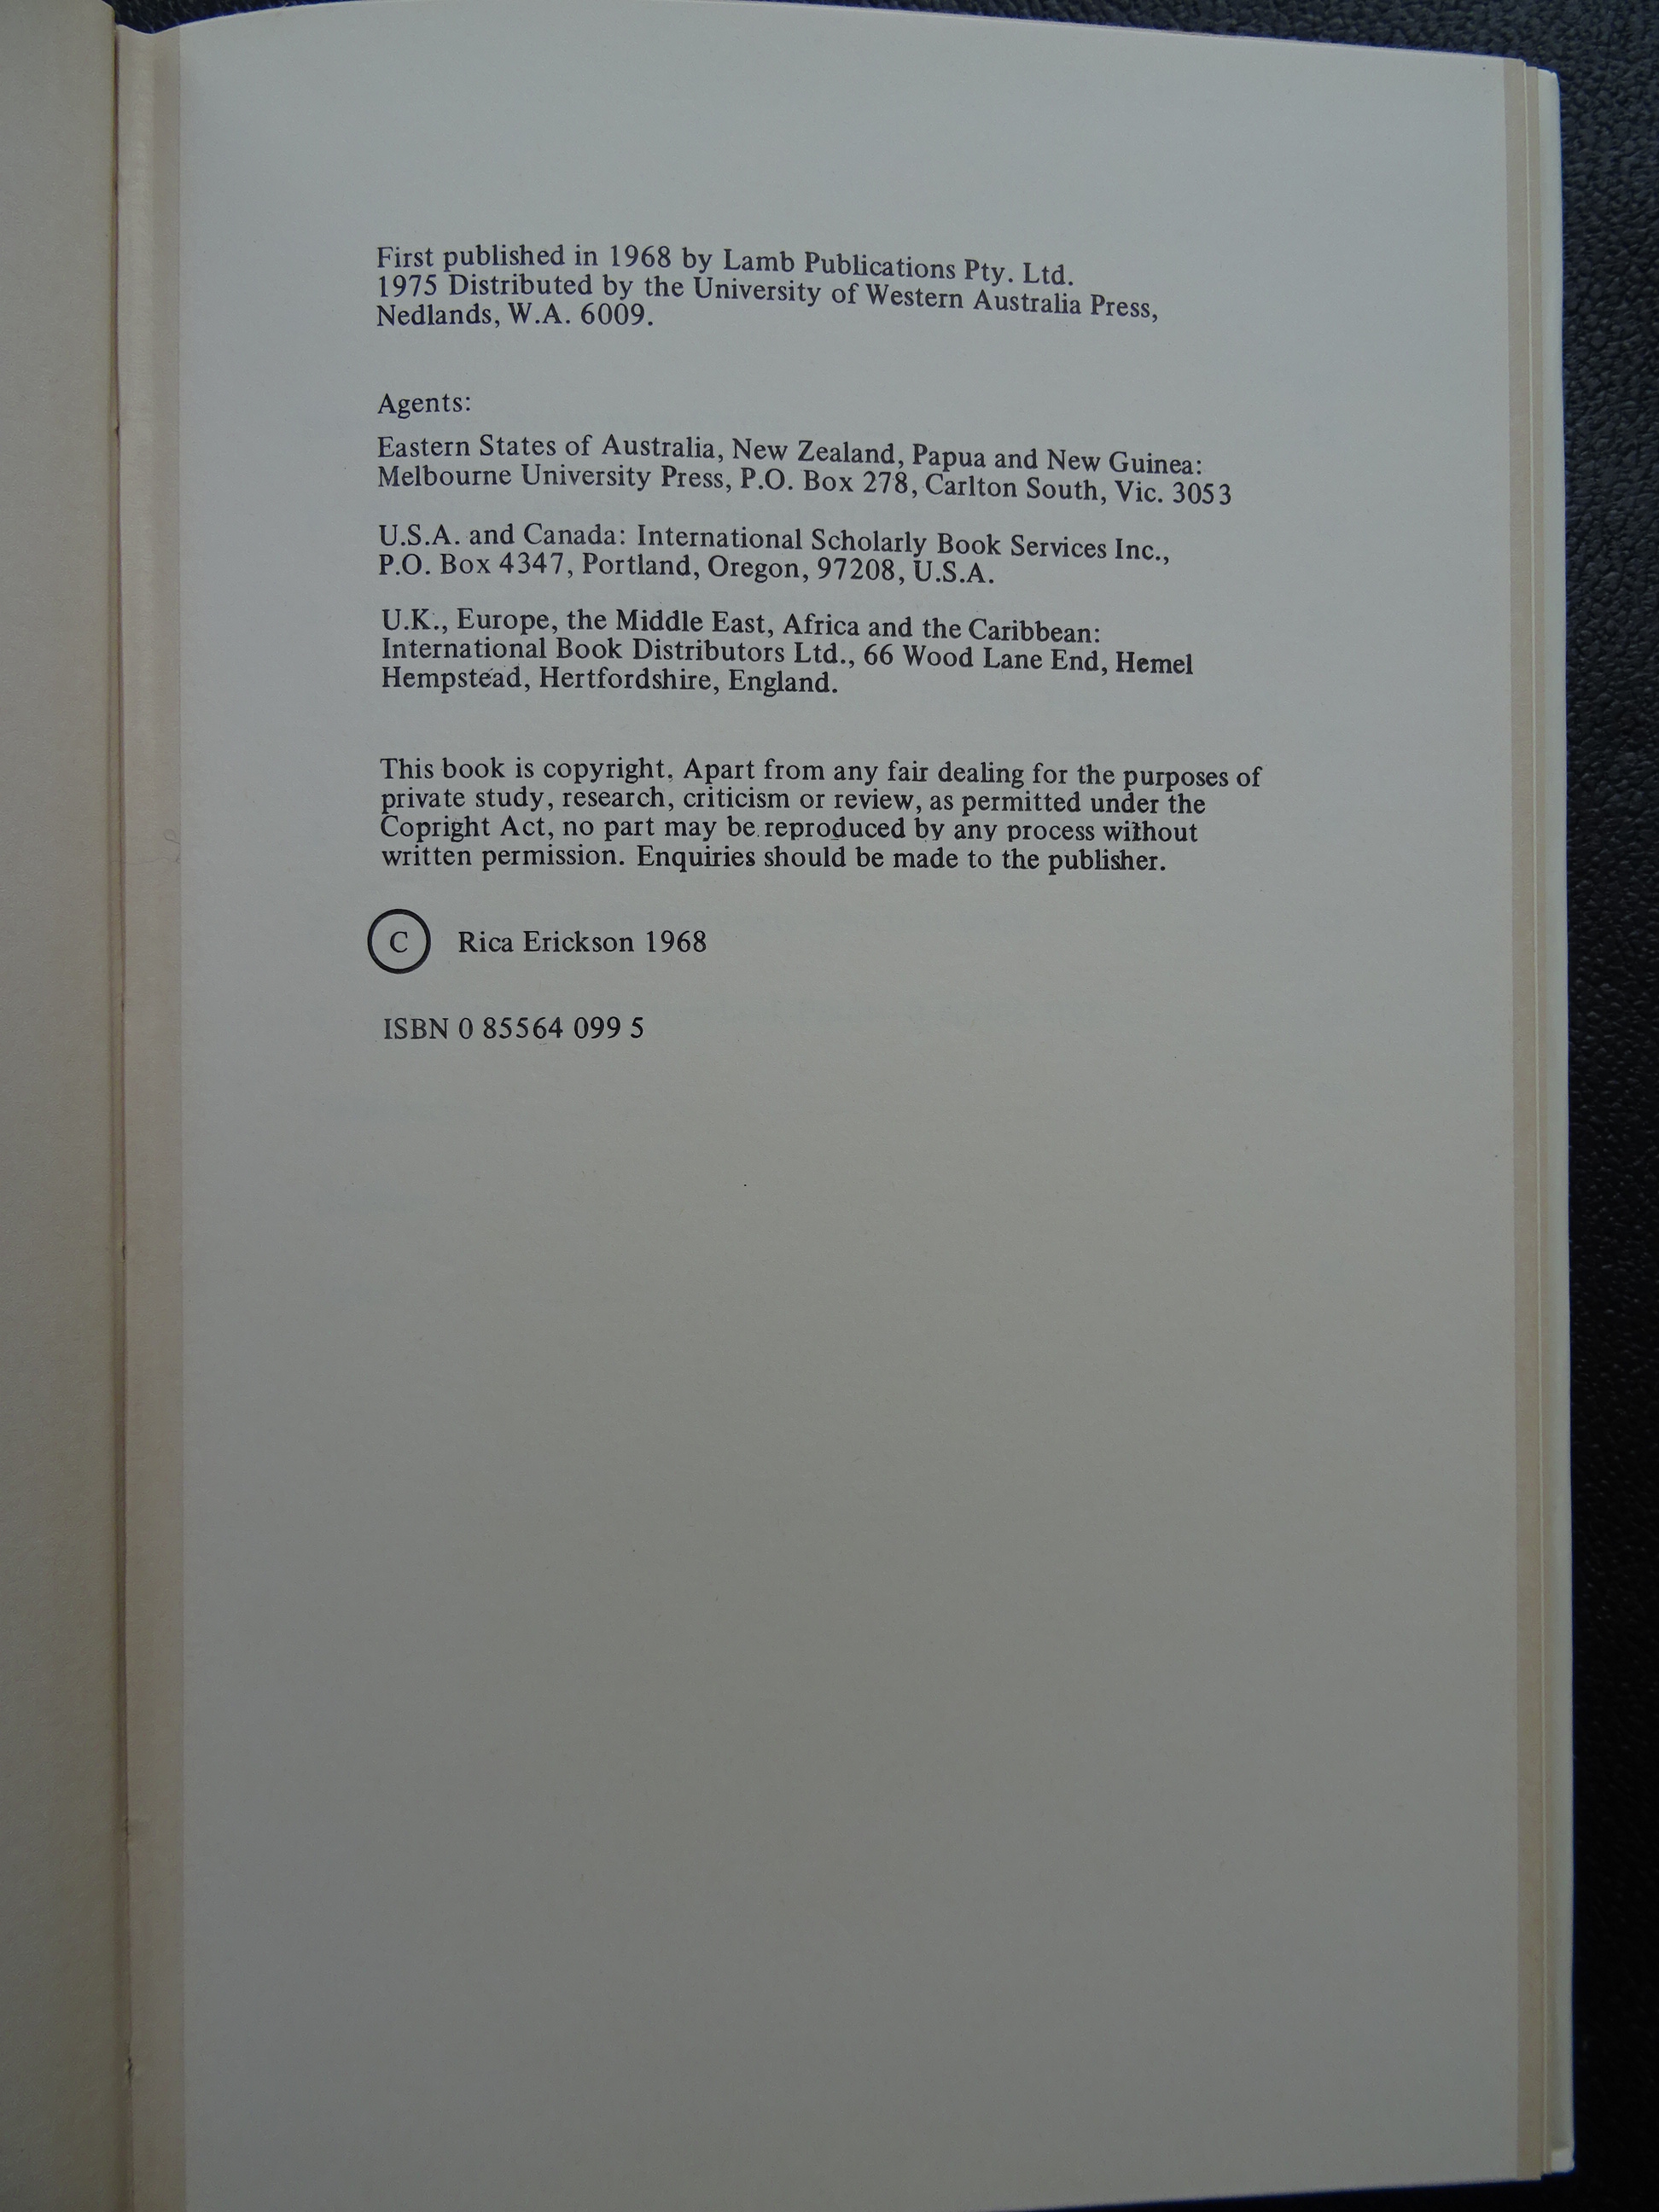 First published in 1968 by Lamb Publications Pty. Ltd.
1975 Distributed by the University of Western Australia Press,
Nedlands, W.A. 6009.
Agents:
Eastern States of Australia, New Zealand, Papua and New Guinea:
Melbourne University Press, P.O. Box 278, Carlton South, Vic. 3053
U.S.A. and Canada: International Scholarly Book Services Inc.,
P.O. Box 4347, Portland, Oregon, 97208, U.S.A.
U.K., Europe, the Middle East, Africa and the Caribbean:
International Book Distributors Ltd., 66 Wood Lane End, Hemel
Hempstead, Hertfordshire, England.
This book is copyright. Apart from any fair dealing for the purposes of
private study, research, criticism or review, as permitted under the
Copright Act, no part may be reproduced by any process without
written permission. Enquiries should be made to the publisher.
© Rica Erickson 1968
ISBN 0 85564 099 5